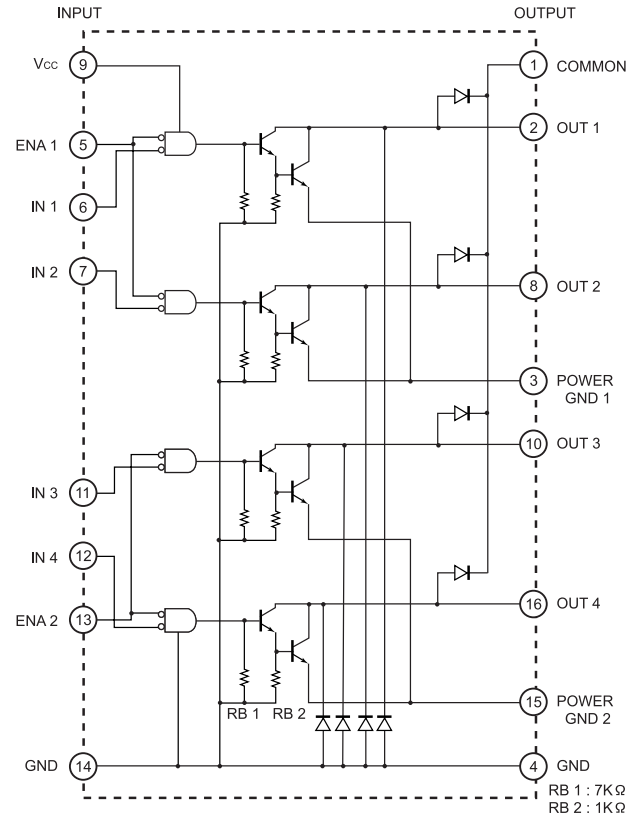 INPUT
OUTPUT
Vcc
9
1
COMMON
ENA 1
5
2
OUT 1
IN 1
6
IN 2
7
8
OUT 2
3
POWER
GND 1
10
OUT 3
IN 3
11
IN 4
12
16
OUT 4
ENA 2
13
RB 1
RB 2
15
POWER
GND 2
GND
14
4
GND
RB 1 : 7KΩ
RB 2 : 1KΩ